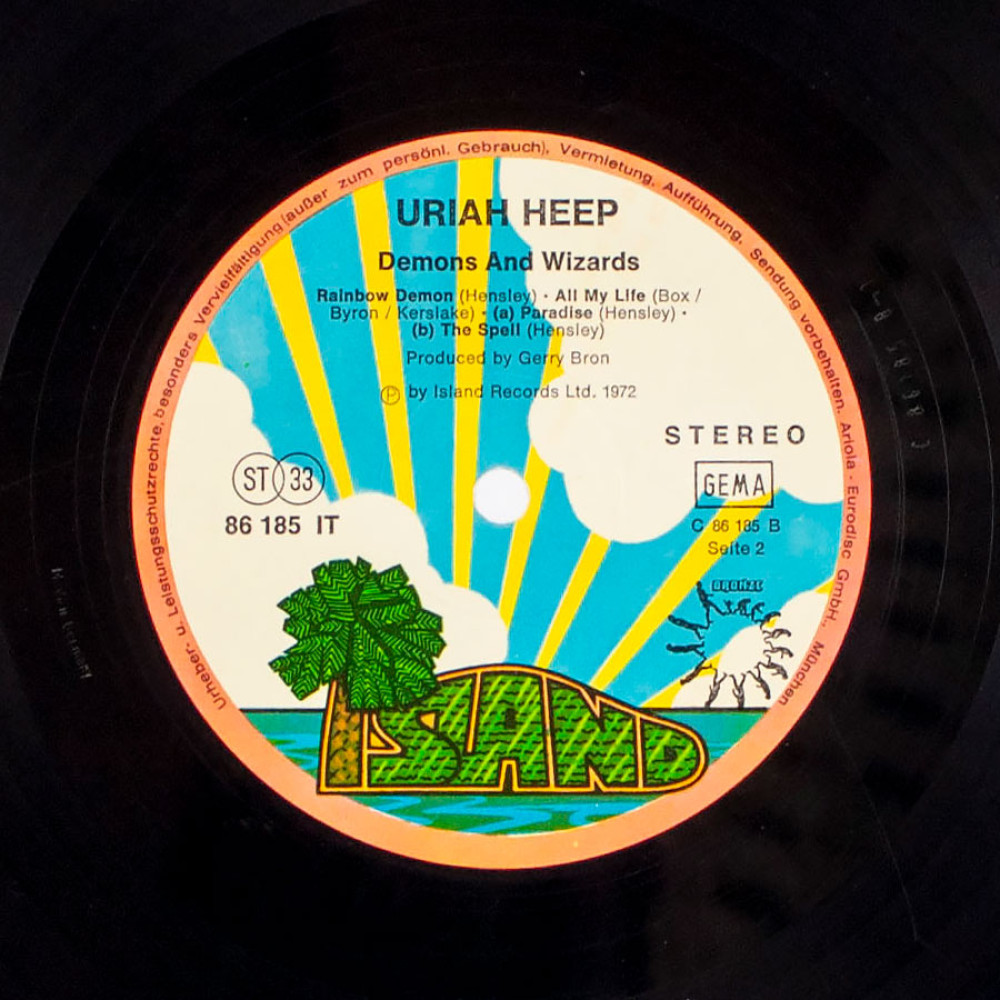 Urheber- u. Leistungsschutzrechte, besonders Vervielfältigung (außer zum persönl. Gebrauch), Vermietung, Aufführung, Sendung vorbehalten. Ariola - Eurodisc GmbH., München
URIAH HEEP
Demons And Wizards
Rainbow Demon (Hensley) · All My Life (Box /
Byron / Kerslake) · (a) Paradise (Hensley) ·
(b) The Spell (Hensley)
Produced by Gerry Bron
Ⓟ by Island Records Ltd. 1972
STEREO
ST 33
86 185 IT
GEMA
C 86 185 B
Seite 2
BRONZE
ISLAND